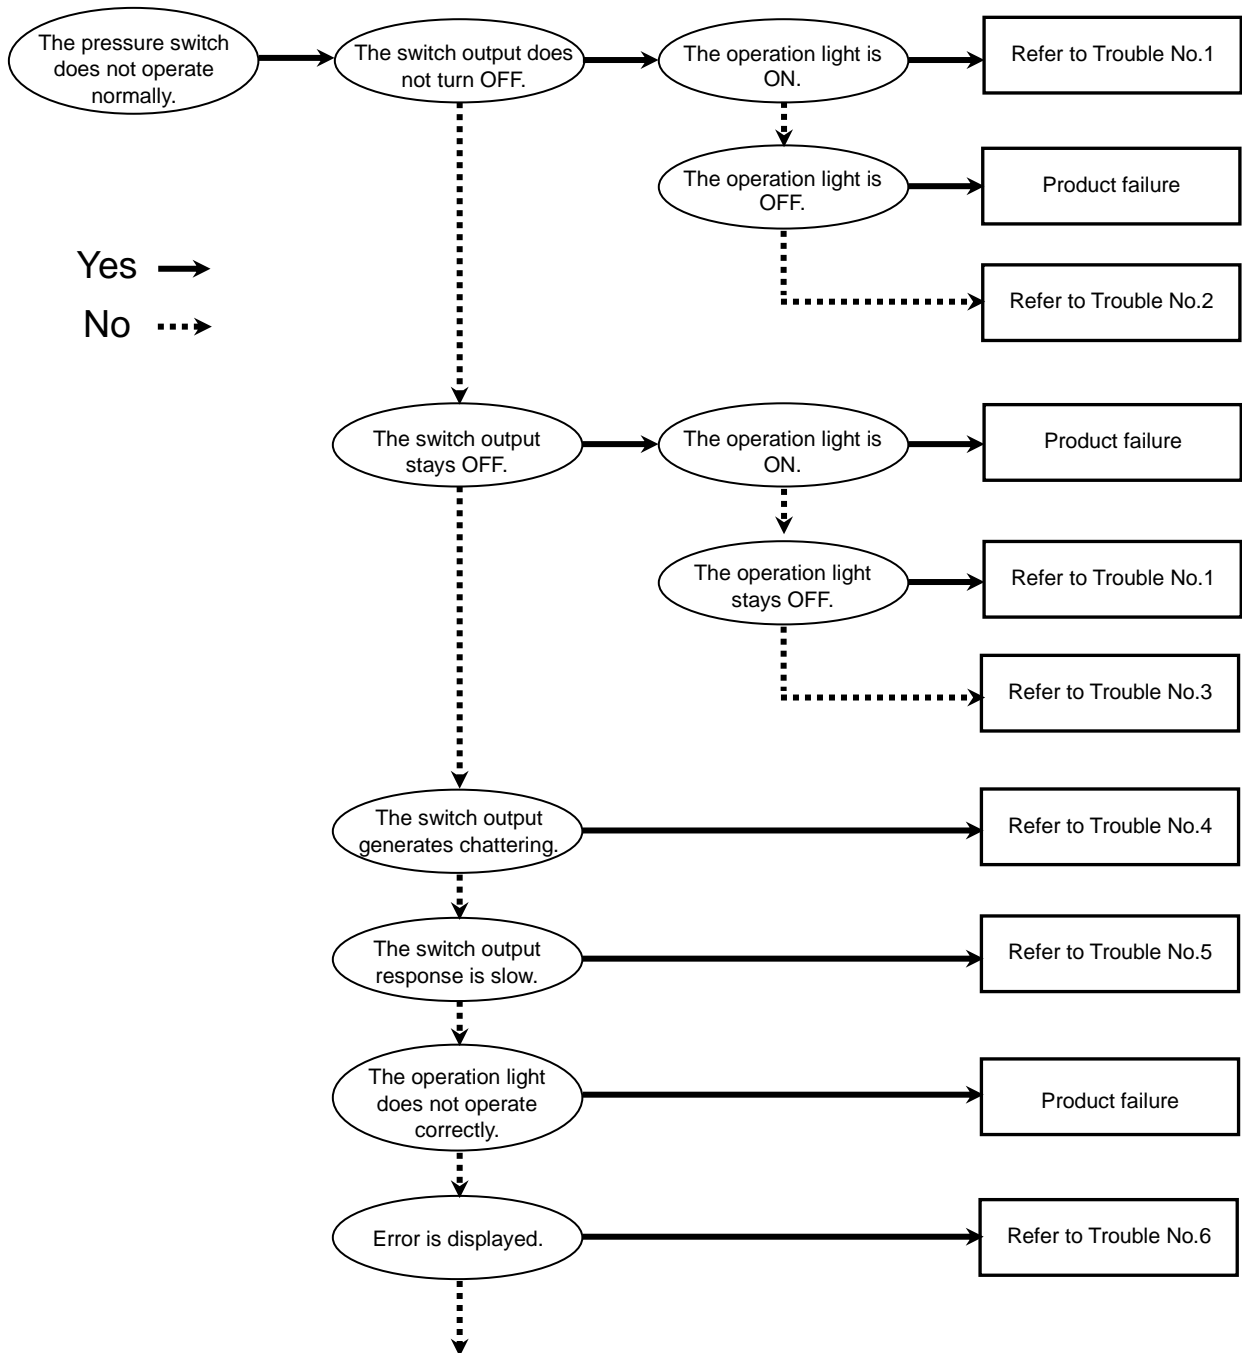 The pressure switch
does not operate
normally.
The switch output does
not turn OFF.
The operation light is
ON.
Refer to Trouble No.1
The operation light is
OFF.
Product failure
Yes
No
Refer to Trouble No.2
The switch output
stays OFF.
The operation light is
ON.
Product failure
The operation light
stays OFF.
Refer to Trouble No.1
Refer to Trouble No.3
The switch output
generates chattering.
Refer to Trouble No.4
The switch output
response is slow.
Refer to Trouble No.5
The operation light
does not operate
correctly.
Product failure
Error is displayed.
Refer to Trouble No.6